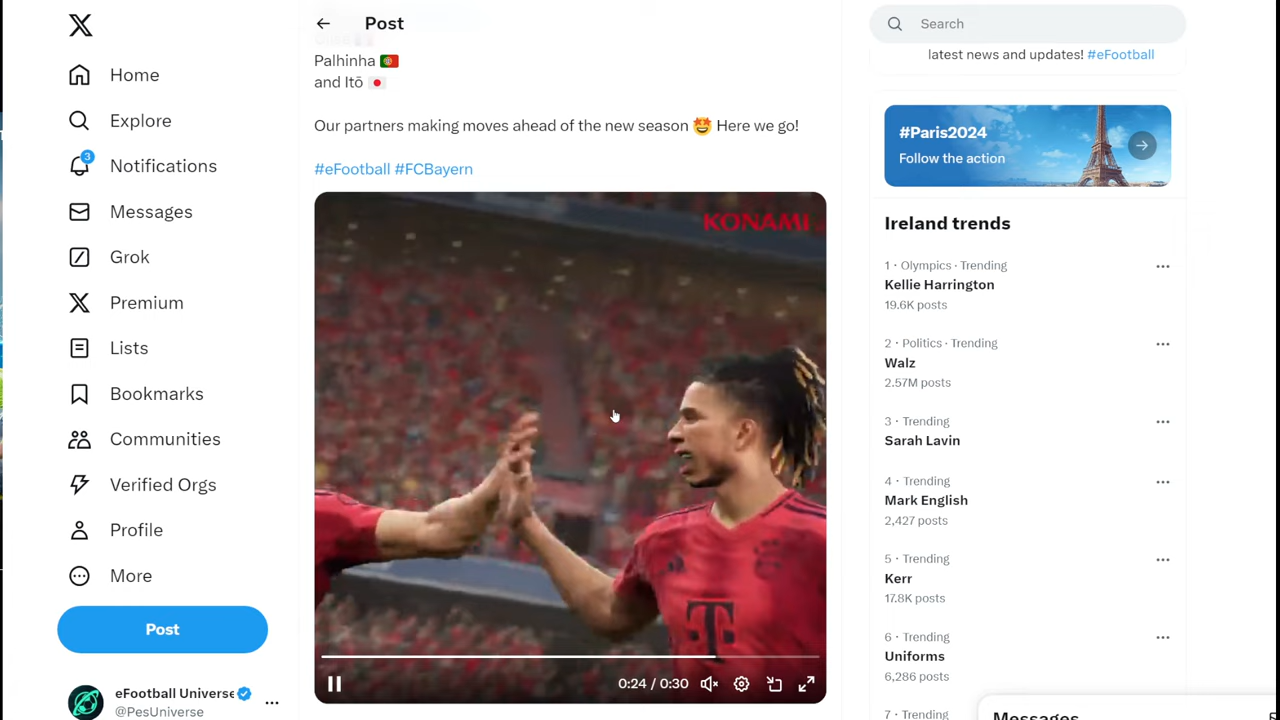 Post
Search
Home
Explore
3
Notifications
Messages
Grok
Premium
Lists
Bookmarks
Communities
Verified Orgs
Profile
More
Post
eFootball Universe
@PesUniverse
Palhinha 🇵🇹
and Itō 🇯🇵
Our partners making moves ahead of the new season 🤩 Here we go!
#eFootball #FCBayern
KONAMI
T
0:24 / 0:30
latest news and updates! #eFootball
#Paris2024
Follow the action
Ireland trends
1 · Olympics · Trending
Kellie Harrington
19.6K posts
2 · Politics · Trending
Walz
2.57M posts
3 · Trending
Sarah Lavin
4 · Trending
Mark English
2,427 posts
5 · Trending
Kerr
17.8K posts
6 · Trending
Uniforms
6,286 posts
7 · Trending
Messages